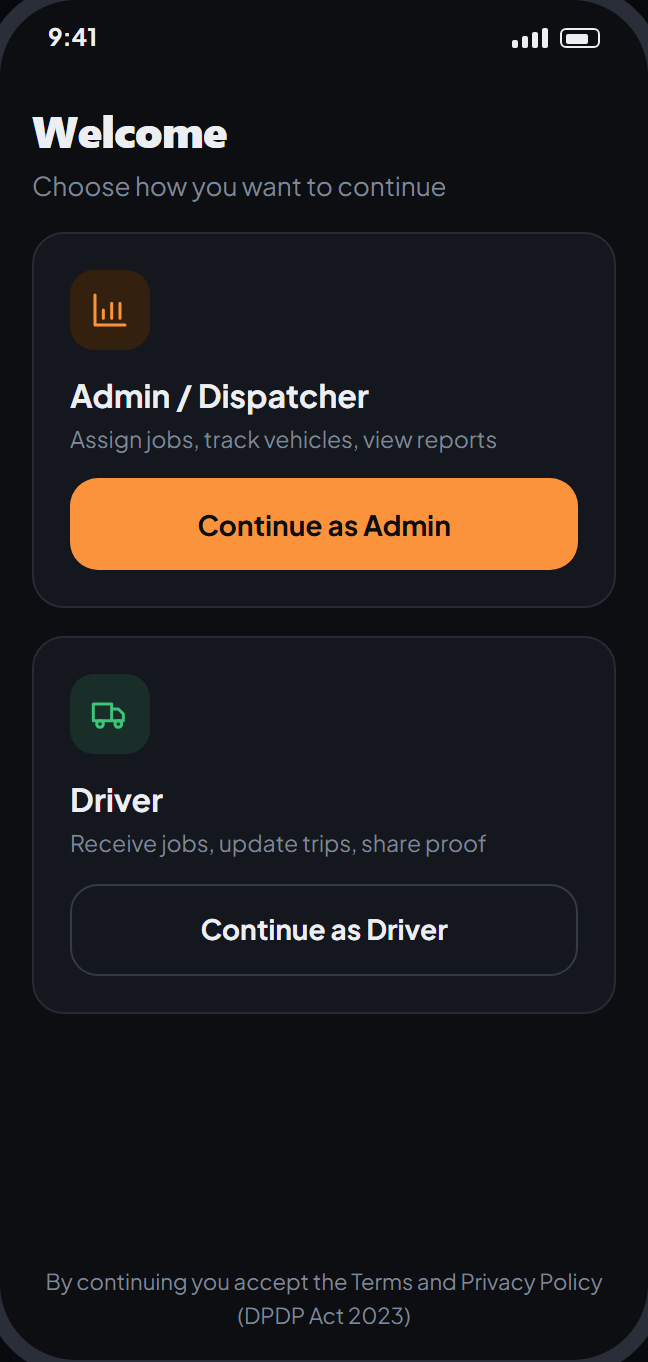 9:41
Welcome
Choose how you want to continue
Admin / Dispatcher
Assign jobs, track vehicles, view reports
Continue as Admin
Driver
Receive jobs, update trips, share proof
Continue as Driver
By continuing you accept the Terms and Privacy Policy
(DPDP Act 2023)